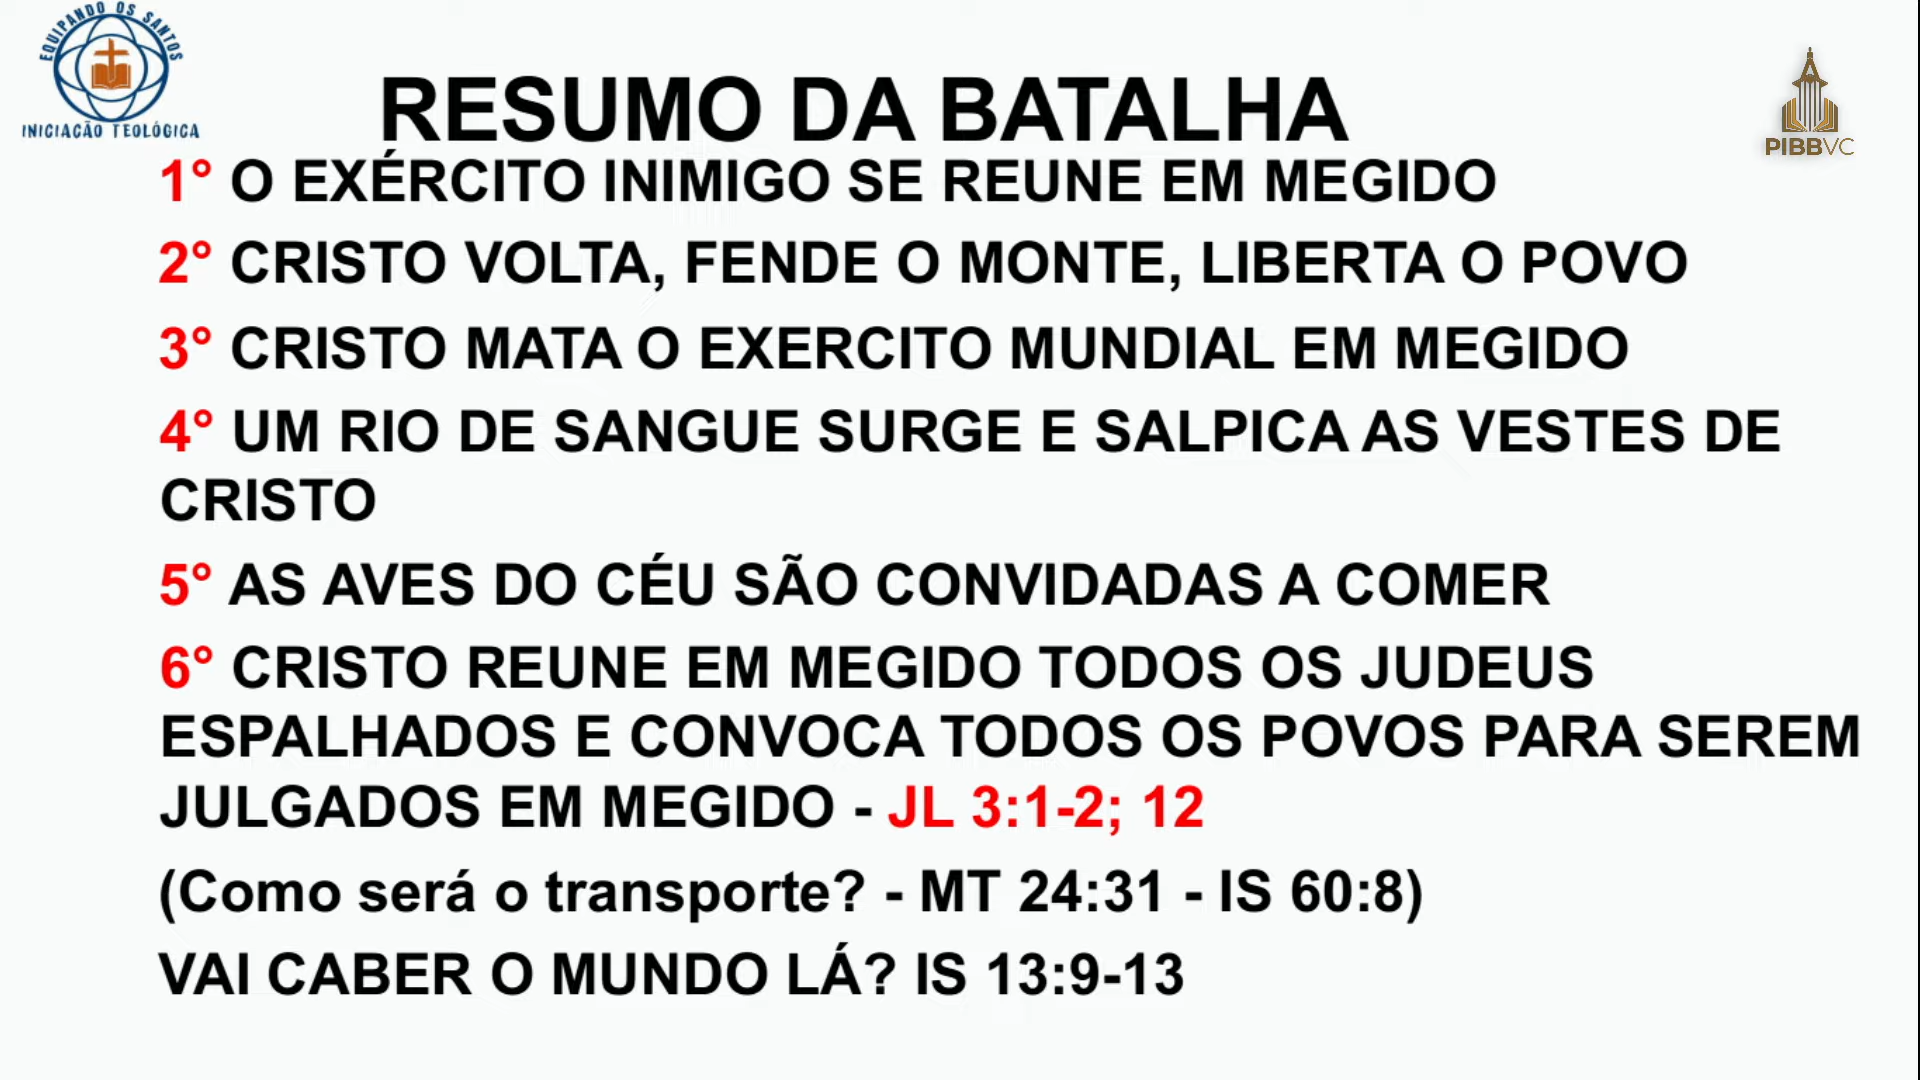 EQUIPANDO OS SANTOS
INICIAÇÃO TEOLÓGICA
PIBBVC
RESUMO DA BATALHA
1° O EXÉRCITO INIMIGO SE REUNE EM MEGIDO
2° CRISTO VOLTA, FENDE O MONTE, LIBERTA O POVO
3° CRISTO MATA O EXERCITO MUNDIAL EM MEGIDO
4° UM RIO DE SANGUE SURGE E SALPICA AS VESTES DE
CRISTO
5° AS AVES DO CÉU SÃO CONVIDADAS A COMER
6° CRISTO REUNE EM MEGIDO TODOS OS JUDEUS
ESPALHADOS E CONVOCA TODOS OS POVOS PARA SEREM
JULGADOS EM MEGIDO - JL 3:1-2; 12
(Como será o transporte? - MT 24:31 - IS 60:8)
VAI CABER O MUNDO LÁ? IS 13:9-13